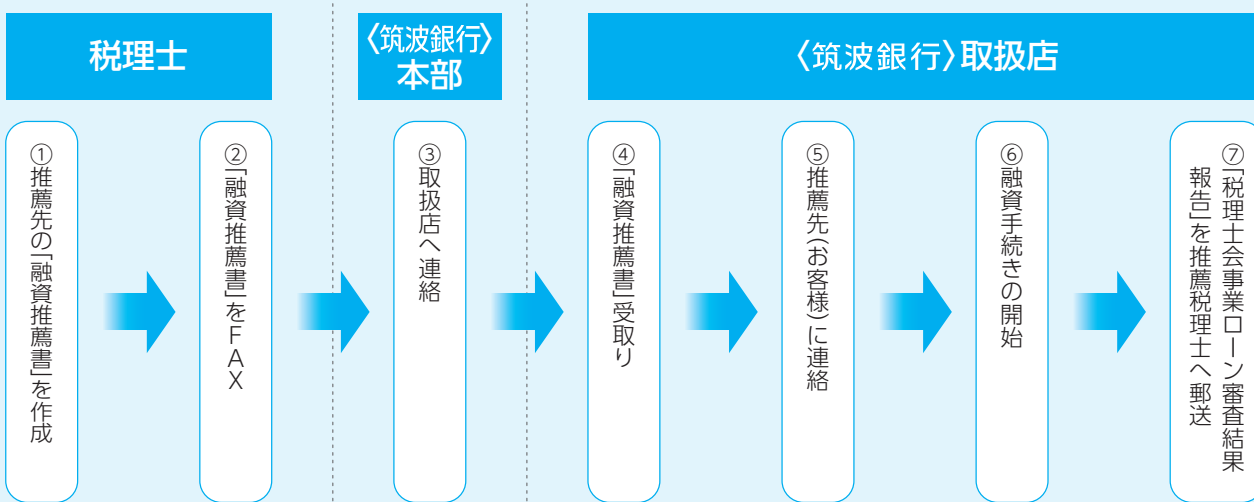 税理士
〈筑波銀行〉
本部
〈筑波銀行〉取扱店
①推薦先の「融資推薦書」を作成
②「融資推薦書」をFAX
③取扱店へ連絡
④「融資推薦書」受取り
⑤推薦先(お客様)に連絡
⑥融資手続きの開始
⑦「税理士会事業ローン審査結果
報告」を推薦税理士へ郵送